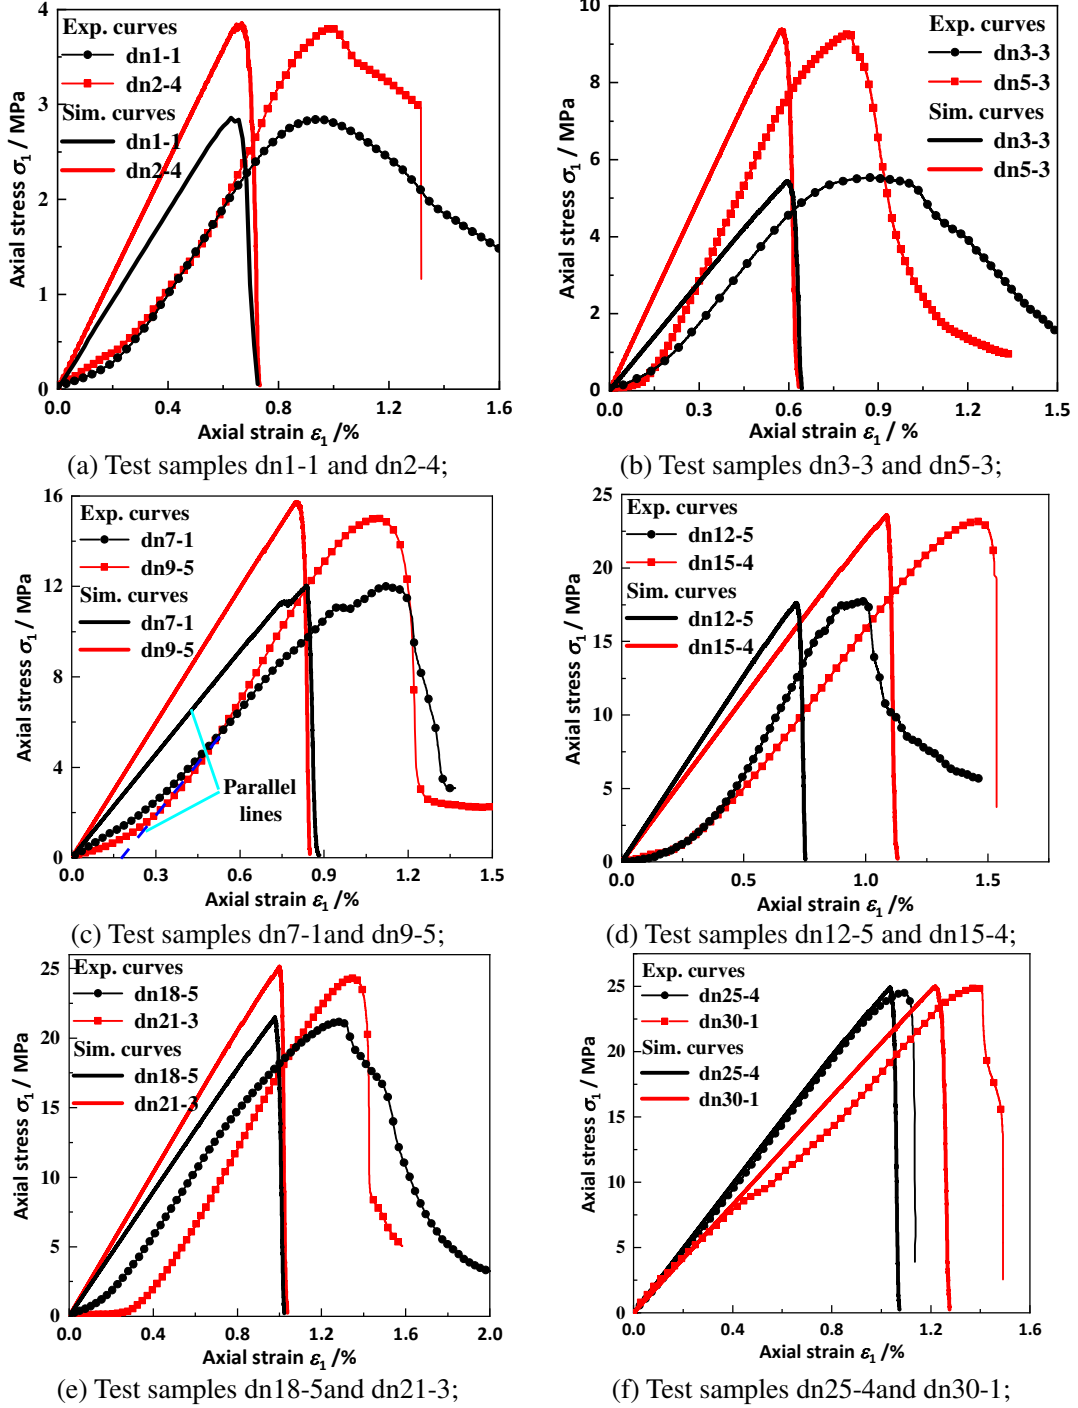 4
3
2
1
0
Axial stress σ1 / MPa
Exp. curves
dn1-1
dn2-4
Sim. curves
dn1-1
dn2-4
0.0 0.4 0.8 1.2 1.6
Axial strain ε1 /%
(a) Test samples dn1-1 and dn2-4;
10
8
6
4
2
0
Axial stress σ1 / MPa
Exp. curves
dn3-3
dn5-3
Sim. curves
dn3-3
dn5-3
0.0 0.3 0.6 0.9 1.2 1.5
Axial strain ε1 /%
(b) Test samples dn3-3 and dn5-3;
16
12
8
4
0
Axial stress σ1 / MPa
Exp. curves
dn7-1
dn9-5
Sim. curves
dn7-1
dn9-5
Parallel
lines
0.0 0.3 0.6 0.9 1.2 1.5
Axial strain ε1 /%
(c) Test samples dn7-1and dn9-5;
25
20
15
10
5
0
Axial stress σ1 / MPa
Exp. curves
dn12-5
dn15-4
Sim. curves
dn12-5
dn15-4
0.0 0.5 1.0 1.5
Axial strain ε1 /%
(d) Test samples dn12-5 and dn15-4;
25
20
15
10
5
0
Axial stress σ1 / MPa
Exp. curves
dn18-5
dn21-3
Sim. curves
dn18-5
dn21-3
0.0 0.4 0.8 1.2 1.6 2.0
Axial strain ε1 /%
(e) Test samples dn18-5and dn21-3;
25
20
15
10
5
0
Axial stress σ1 / MPa
Exp. curves
dn25-4
dn30-1
Sim. curves
dn25-4
dn30-1
0.0 0.4 0.8 1.2 1.6
Axial strain ε1 /%
(f) Test samples dn25-4and dn30-1;